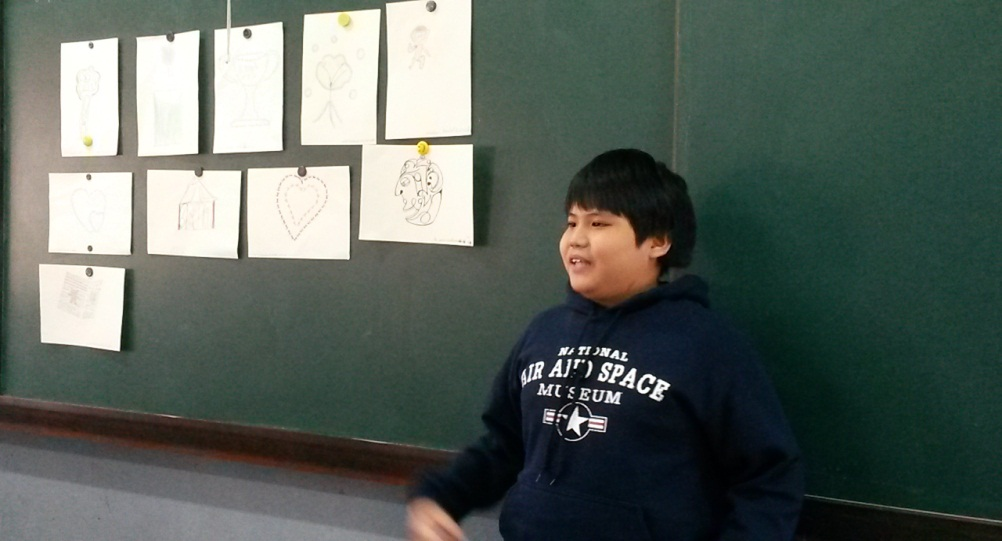 NATIONAL
AIR AND SPACE
MUSEUM